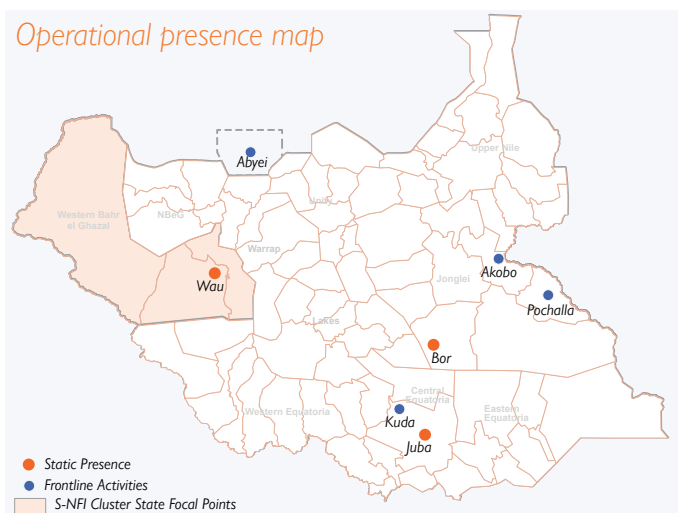 Operational presence map
Abyei
Upper Nile
Unity
Western Bahr
al Ghazal
NBeG
Warrap
Akobo
Jonglei
Wau
Pochalla
Lakes
Bor
Central
Equatoria
Western Equatoria
Eastern
Equatoria
Kuda
Juba
Static Presence
Frontline Activities
S-NFI Cluster State Focal Points